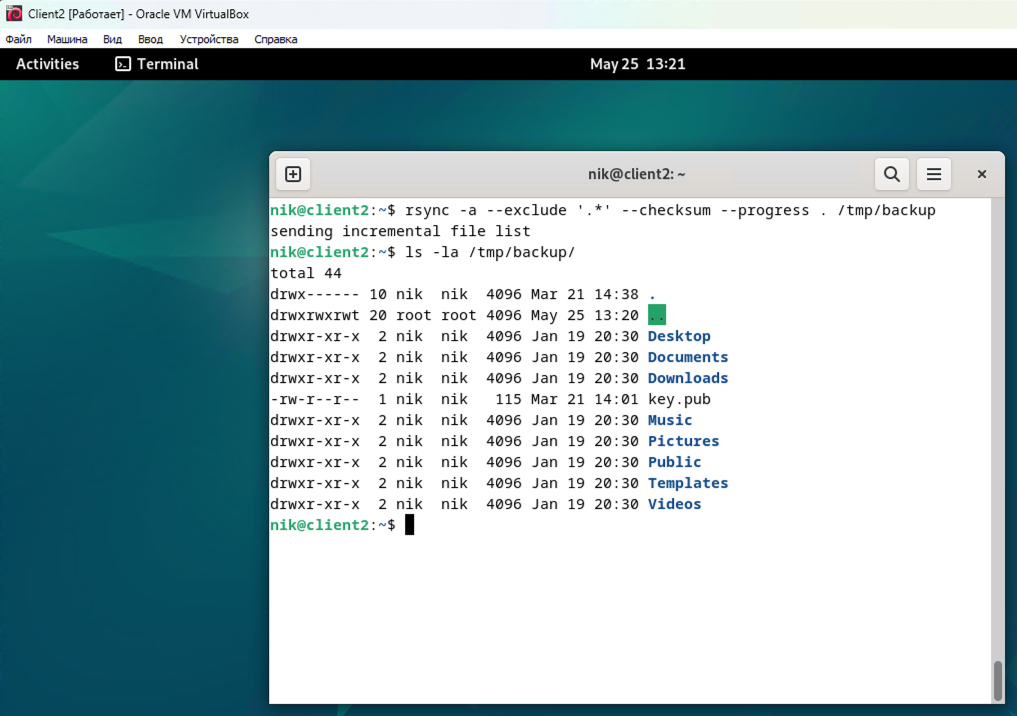 Client2 [Работает] - Oracle VM VirtualBox
Файл Машина Вид Ввод Устройства Справка
Activities Terminal May 25 13:21
nik@client2: ~
nik@client2:~$ rsync -a --exclude '.*' --checksum --progress . /tmp/backup
sending incremental file list
nik@client2:~$ ls -la /tmp/backup/
total 44
drwx------ 10 nik  nik  4096 Mar 21 14:38 .
drwxrwxrwt 20 root root 4096 May 25 13:20 ..
drwxr-xr-x  2 nik  nik  4096 Jan 19 20:30 Desktop
drwxr-xr-x  2 nik  nik  4096 Jan 19 20:30 Documents
drwxr-xr-x  2 nik  nik  4096 Jan 19 20:30 Downloads
-rw-r--r--  1 nik  nik   115 Mar 21 14:01 key.pub
drwxr-xr-x  2 nik  nik  4096 Jan 19 20:30 Music
drwxr-xr-x  2 nik  nik  4096 Jan 19 20:30 Pictures
drwxr-xr-x  2 nik  nik  4096 Jan 19 20:30 Public
drwxr-xr-x  2 nik  nik  4096 Jan 19 20:30 Templates
drwxr-xr-x  2 nik  nik  4096 Jan 19 20:30 Videos
nik@client2:~$